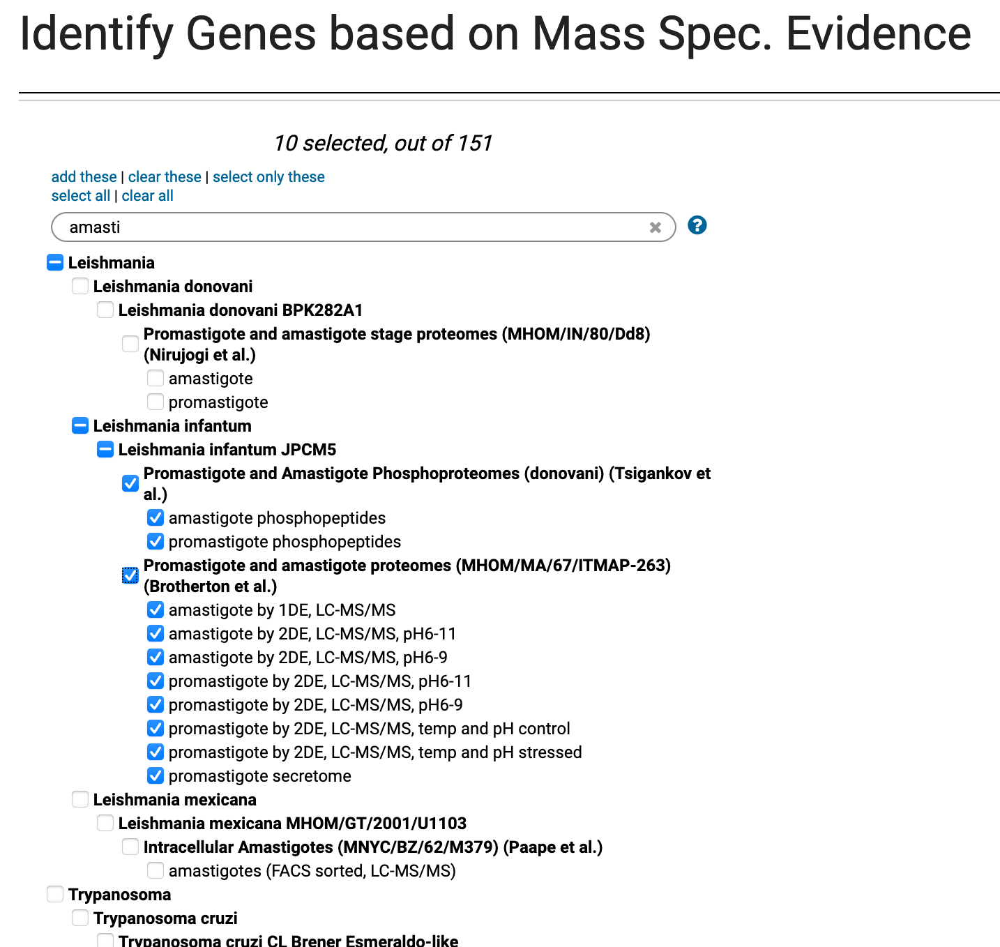 Identify Genes based on Mass Spec. Evidence
10 selected, out of 151
add these | clear these | select only these
select all | clear all
amasti
Leishmania
Leishmania donovani
Leishmania donovani BPK282A1
Promastigote and amastigote stage proteomes (MHOM/IN/80/Dd8)
(Nirujogi et al.)
amastigote
promastigote
Leishmania infantum
Leishmania infantum JPCM5
Promastigote and Amastigote Phosphoproteomes (donovani) (Tsigankov et
al.)
amastigote phosphopeptides
promastigote phosphopeptides
Promastigote and amastigote proteomes (MHOM/MA/67/ITMAP-263)
(Brotherton et al.)
amastigote by 1DE, LC-MS/MS
amastigote by 2DE, LC-MS/MS, pH6-11
amastigote by 2DE, LC-MS/MS, pH6-9
promastigote by 2DE, LC-MS/MS, pH6-11
promastigote by 2DE, LC-MS/MS, pH6-9
promastigote by 2DE, LC-MS/MS, temp and pH control
promastigote by 2DE, LC-MS/MS, temp and pH stressed
promastigote secretome
Leishmania mexicana
Leishmania mexicana MHOM/GT/2001/U1103
Intracellular Amastigotes (MNYC/BZ/62/M379) (Paape et al.)
amastigotes (FACS sorted, LC-MS/MS)
Trypanosoma
Trypanosoma cruzi
Trypanosoma cruzi CL Brener Esmeraldo-like